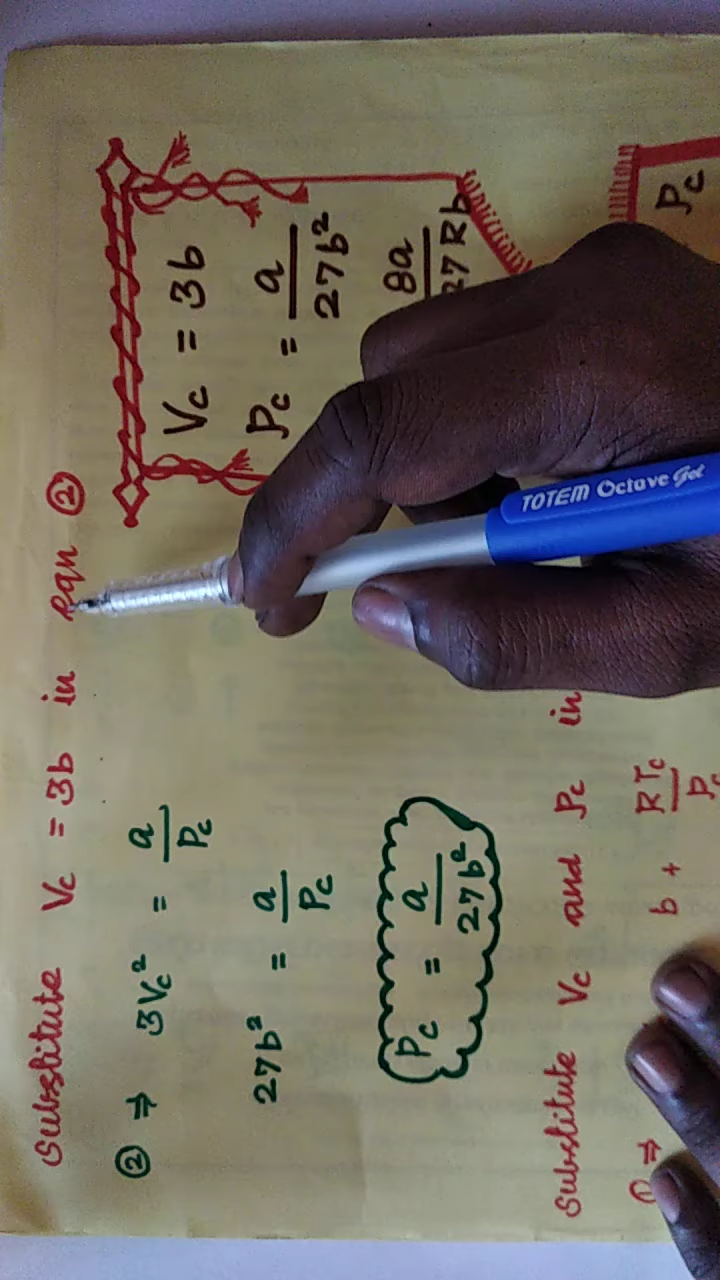 Substitute Vc = 3b in eqn ②
② ⇒ 3Vc² = a/Pc
27b² = a/Pc
Pc = a/27b²
Substitute Vc and Pc in
① ⇒ b + RTc/Pc
Vc = 3b
Pc = a/27b²
8a/27Rb
Pc
TOTEM Octave Gel